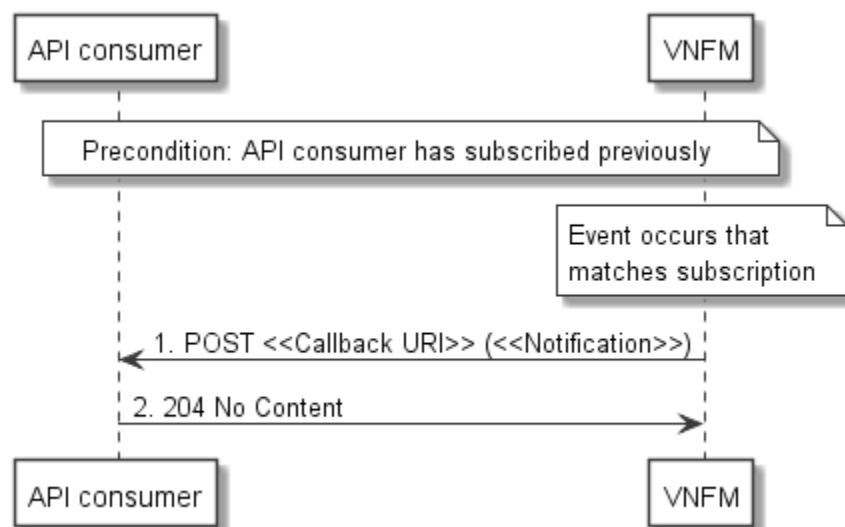 API consumer
VNFM
Precondition: API consumer has subscribed previously
Event occurs that
matches subscription
1. POST <<Callback URI>> (<<Notification>>)
2. 204 No Content
API consumer
VNFM